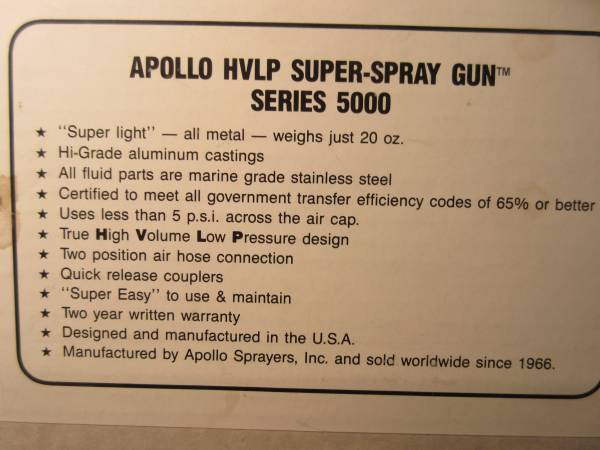 APOLLO HVLP SUPER-SPRAY GUN™
SERIES 5000
★ "Super light" — all metal — weighs just 20 oz.
★ Hi-Grade aluminum castings
★ All fluid parts are marine grade stainless steel
★ Certified to meet all government transfer efficiency codes of 65% or better
★ Uses less than 5 p.s.i. across the air cap.
★ True High Volume Low Pressure design
★ Two position air hose connection
★ Quick release couplers
★ "Super Easy" to use & maintain
★ Two year written warranty
★ Designed and manufactured in the U.S.A.
★ Manufactured by Apollo Sprayers, Inc. and sold worldwide since 1966.